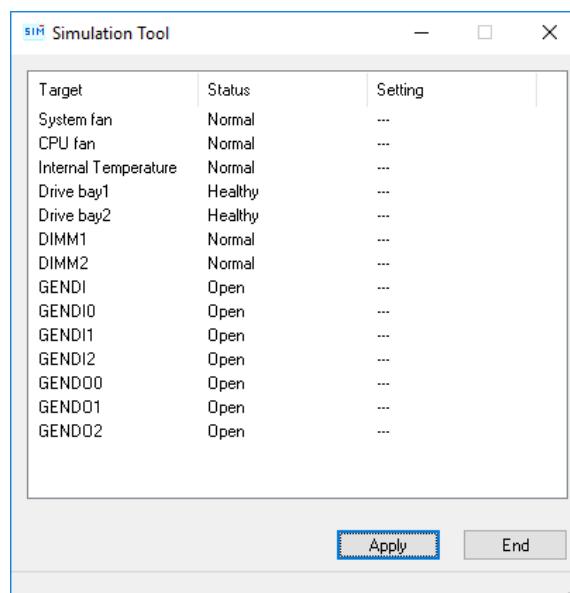 SIM Simulation Tool
Target Status Setting
System fan Normal ---
CPU fan Normal ---
Internal Temperature Normal ---
Drive bay1 Healthy ---
Drive bay2 Healthy ---
DIMM1 Normal ---
DIMM2 Normal ---
GENDI Open ---
GENDI0 Open ---
GENDI1 Open ---
GENDI2 Open ---
GENDO0 Open ---
GENDO1 Open ---
GENDO2 Open ---
Apply End